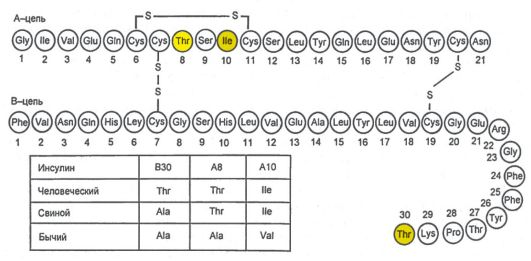 А–цепь
S S
Gly Ile Val Glu Gln Cys Cys Thr Ser Ile Cys Ser Leu Tyr Gln Leu Glu Asn Tyr Cys Asn
1 2 3 4 5 6 7 8 9 10 11 12 13 14 15 16 17 18 19 20 21
S S
S S
В–цепь
Phe Val Asn Gln His Ley Cys Gly Ser His Leu Val Glu Ala Leu Tyr Leu Val Cys Gly Glu Arg
1 2 3 4 5 6 7 8 9 10 11 12 13 14 15 16 17 18 19 20 21
22
23 Gly
24 Phe
25 Phe
26 Tyr
30 29 28 27
Thr Lys Pro Thr
Инсулин B30 A8 A10
Человеческий Thr Thr Ile
Свиной Ala Thr Ile
Бычий Ala Ala Val